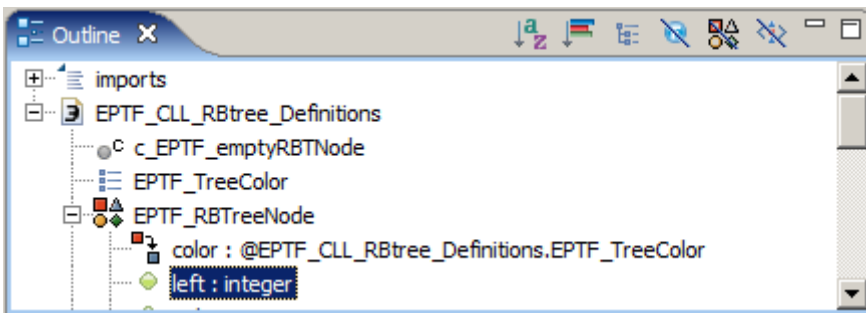 Outline
imports
EPTF_CLL_RBtree_Definitions
c_EPTF_emptyRBTNode
EPTF_TreeColor
EPTF_RBTreeNode
color : @EPTF_CLL_RBtree_Definitions.EPTF_TreeColor
left : integer